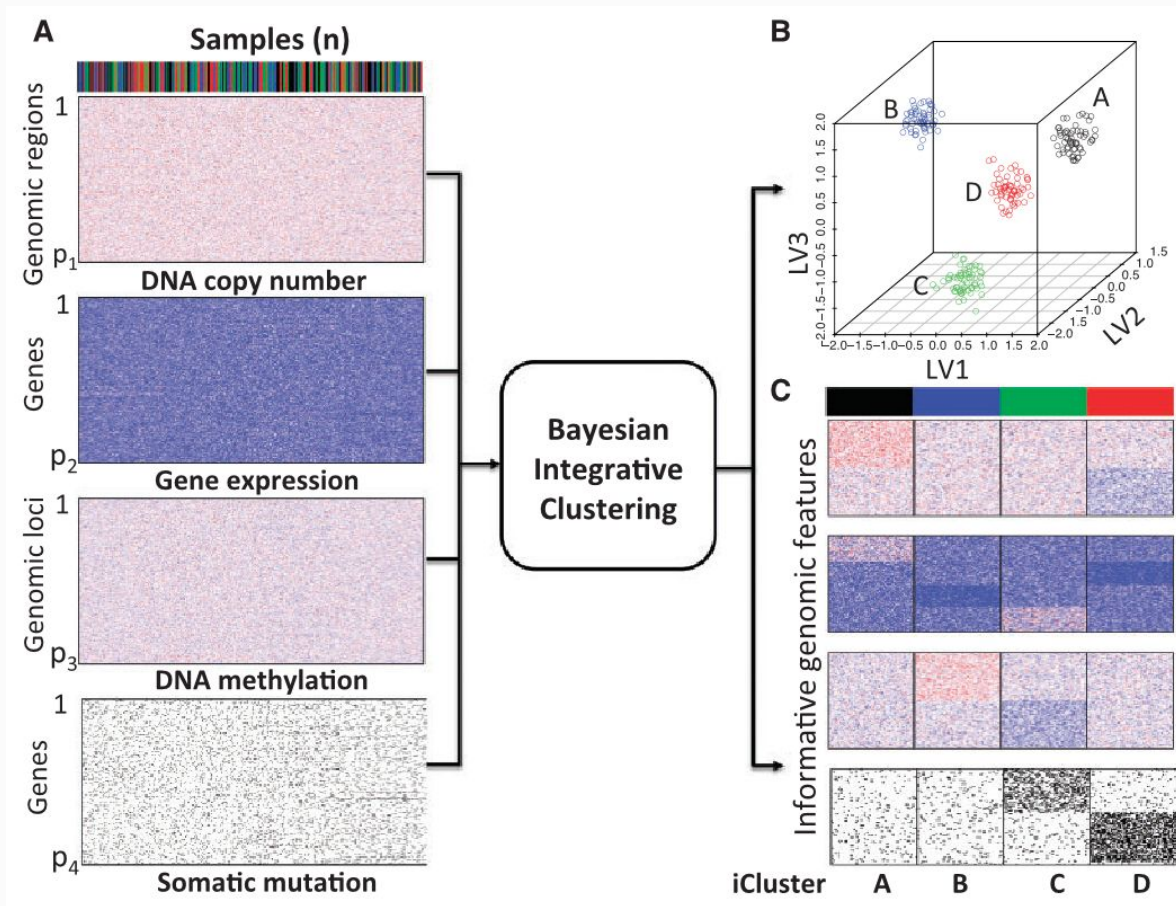 A
Samples (n)
Genomic regions
1
p1
DNA copy number
Genes
1
p2
Gene expression
Genomic loci
1
p3
DNA methylation
Genes
1
p4
Somatic mutation
Bayesian
Integrative
Clustering
B
B
A
D
C
LV3
2.0
1.5
1.0
0.5
0.0
-0.5
-1.0
-1.5
-2.0
-2.0 -1.5 -1.0 -0.5 0.0 0.5 1.0 1.5 2.0
LV1
1.5
1.0
0.5
-0.0
-0.5
-1.0
1.5
-2.0
LV2
C
Informative genomic features
iCluster A B C D